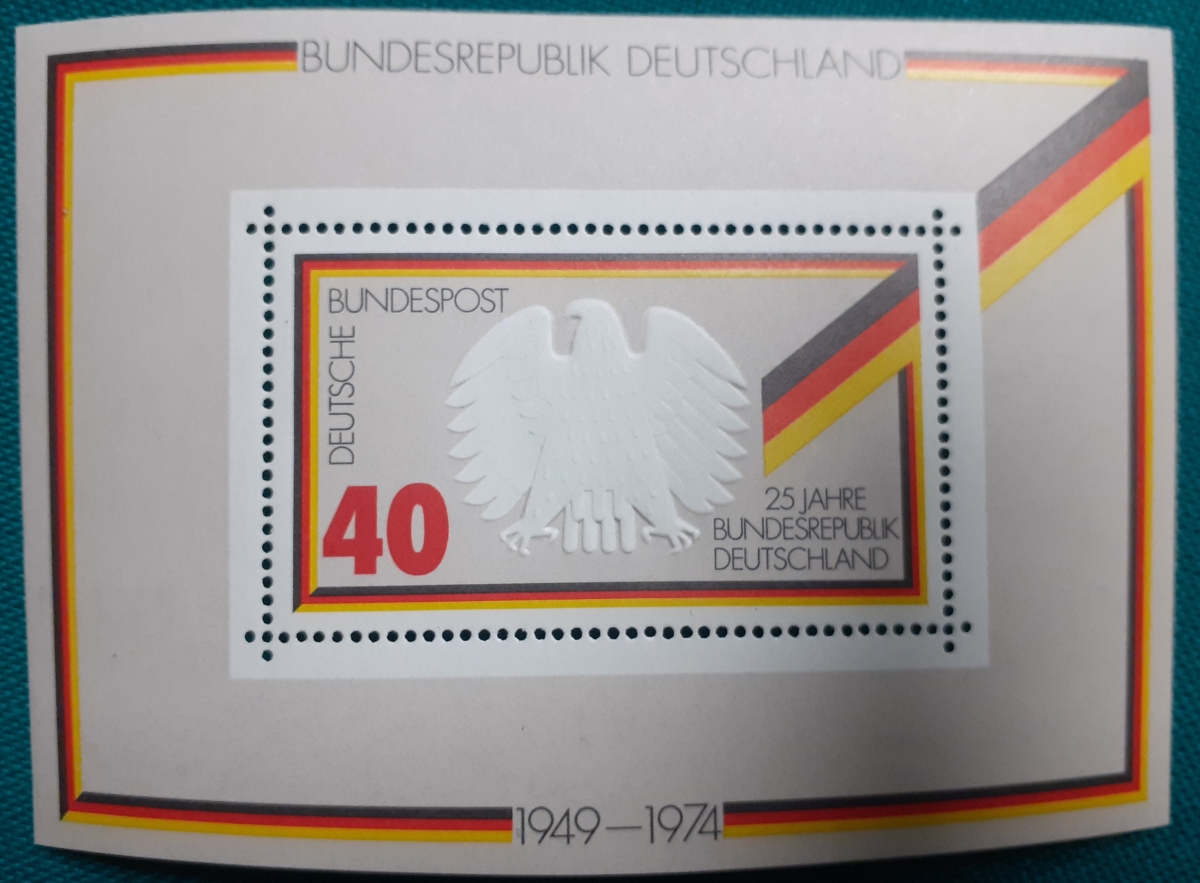 BUNDESREPUBLIK DEUTSCHLAND
DEUTSCHE
BUNDESPOST
40
25 JAHRE
BUNDESREPUBLIK
DEUTSCHLAND
1949—1974